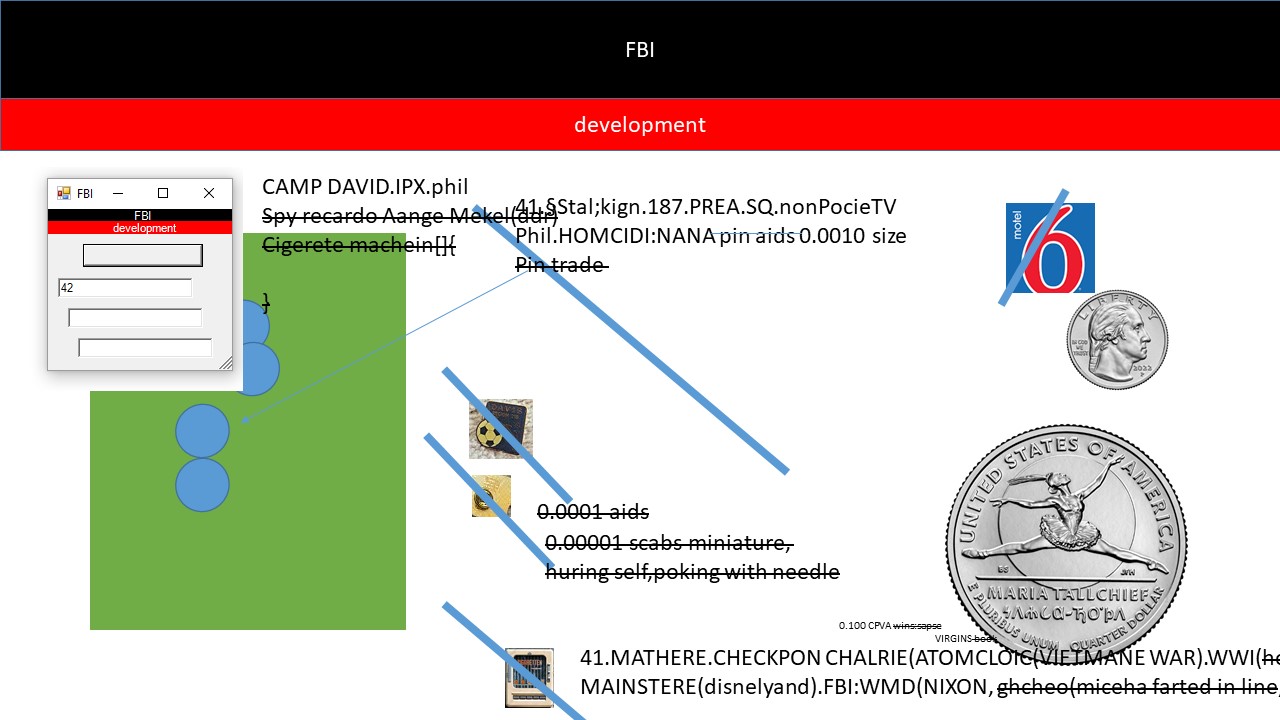 FBI
development
FBI
FBI
development
42
CAMP DAVID.IPX.phil
Spy recardo Aange Mekel(ddr)
Cigerete machein[]{
}
41.§Stal;kign.187.PREA.SQ.nonPocieTV
Phil.HOMCIDI:NANA pin aids 0.0010 size
Pin trade
motel
6
LIBERTY
IN GOD
WE
TRUST
2022
P
0.0001 aids
0.00001 scabs miniature,
huring self,poking with needle
UNITED STATES OF AMERICA
MARIA TALLCHIEF
E PLURIBUS UNUM QUARTER DOLLAR
0.100 CPVA wins:sapse
VIRGINS
41.MATHERE.CHECKPON CHALRIE(ATOMCLOIC(VIETMANE WAR).WWI(
MAINSTERE(disnelyand).FBI:WMD(NIXON, ghcheo(miceha farted in line